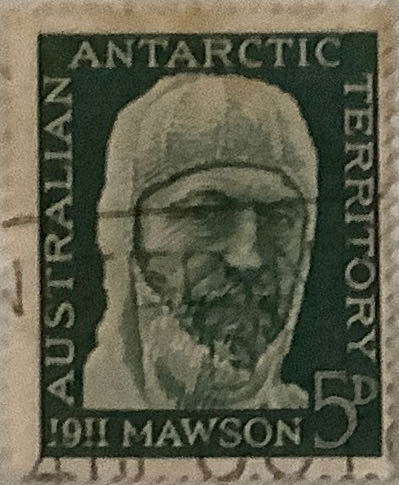 ANTARCTIC
AUSTRALIAN
TERRITORY
1911 MAWSON 5D